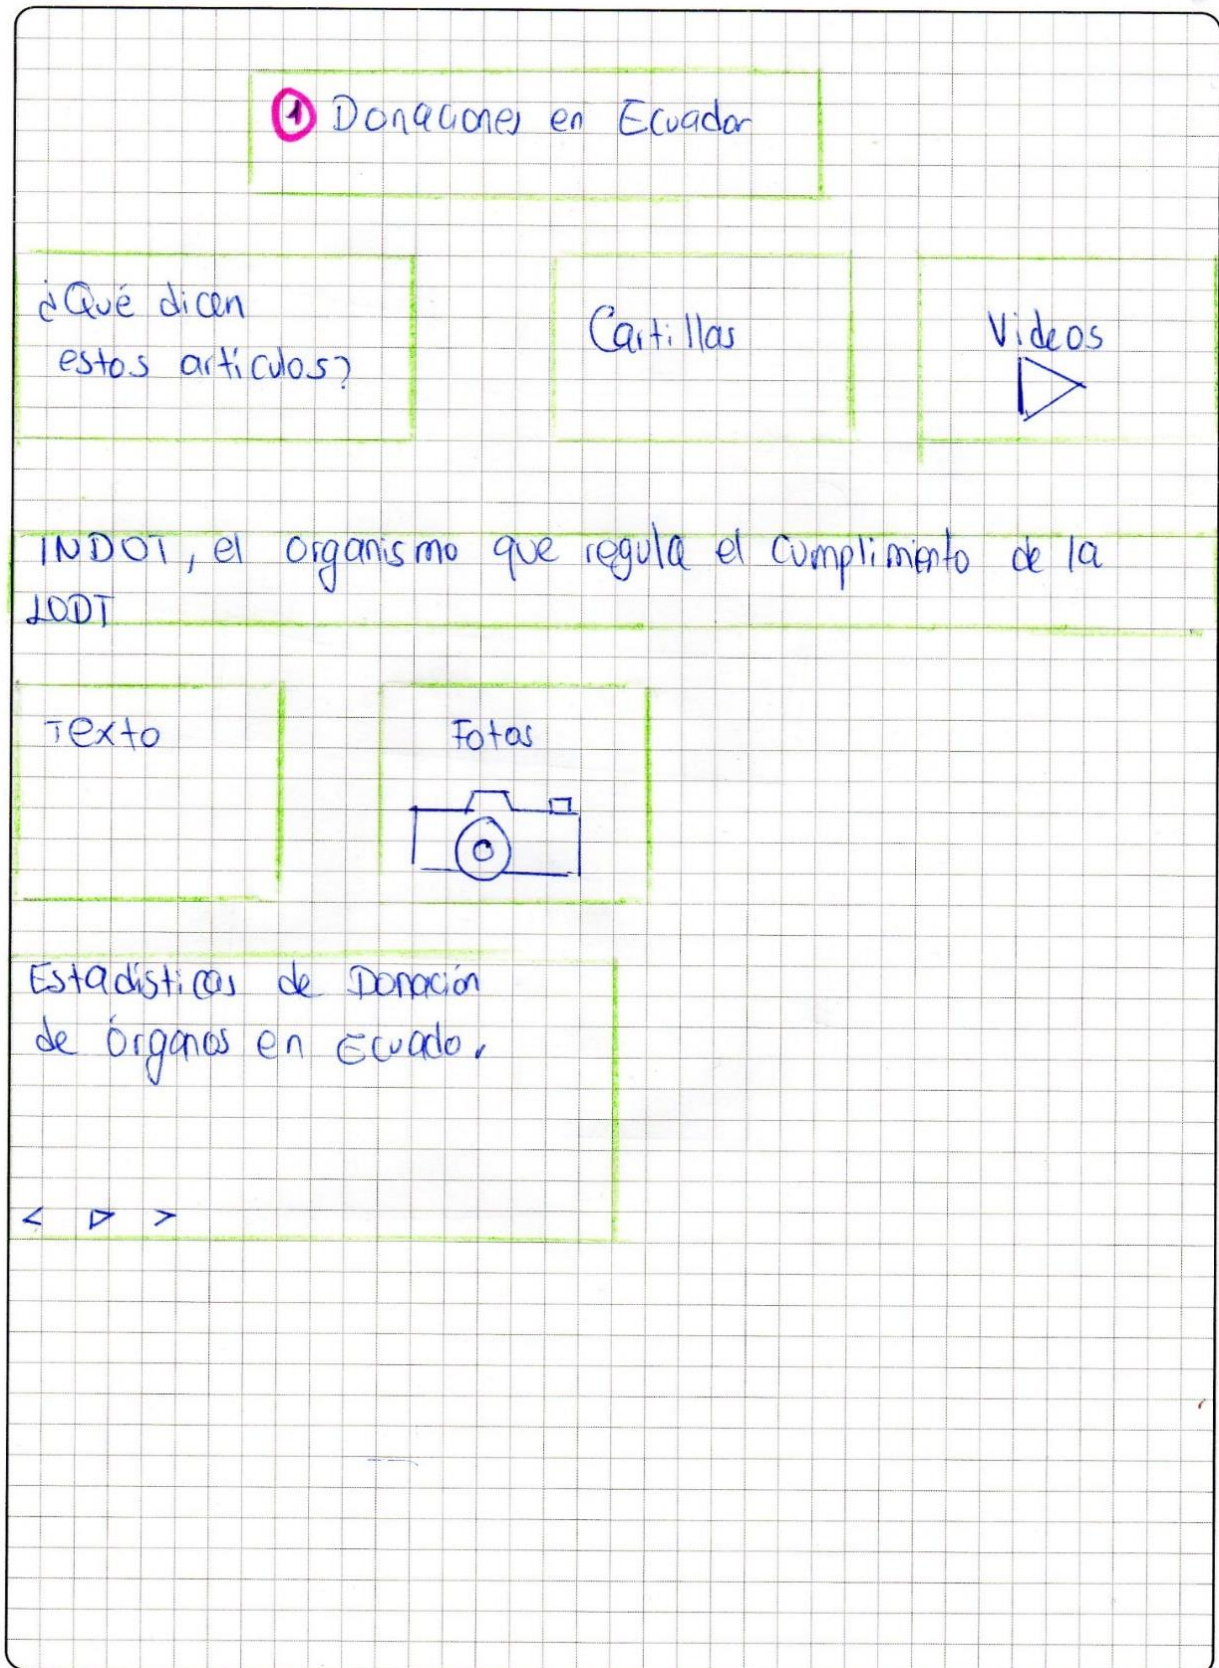 1 Donaciones en Ecuador
¿Qué dicen
estos artículos?
Cartillas
Videos
INDOT, el organismo que regula el cumplimiento de la
LODT
Texto
Fotos
Estadísticas de Donación
de órganos en Ecuador
< ▷ >